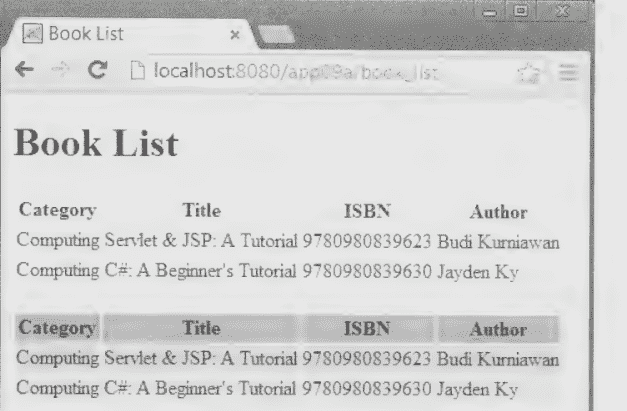 Book List
localhost:8080/app09a/book_list
Book List
Category Title ISBN Author
Computing Servlet & JSP: A Tutorial 9780980839623 Budi Kurniawan
Computing C#: A Beginner's Tutorial 9780980839630 Jayden Ky
Category Title ISBN Author
Computing Servlet & JSP: A Tutorial 9780980839623 Budi Kurniawan
Computing C#: A Beginner's Tutorial 9780980839630 Jayden Ky